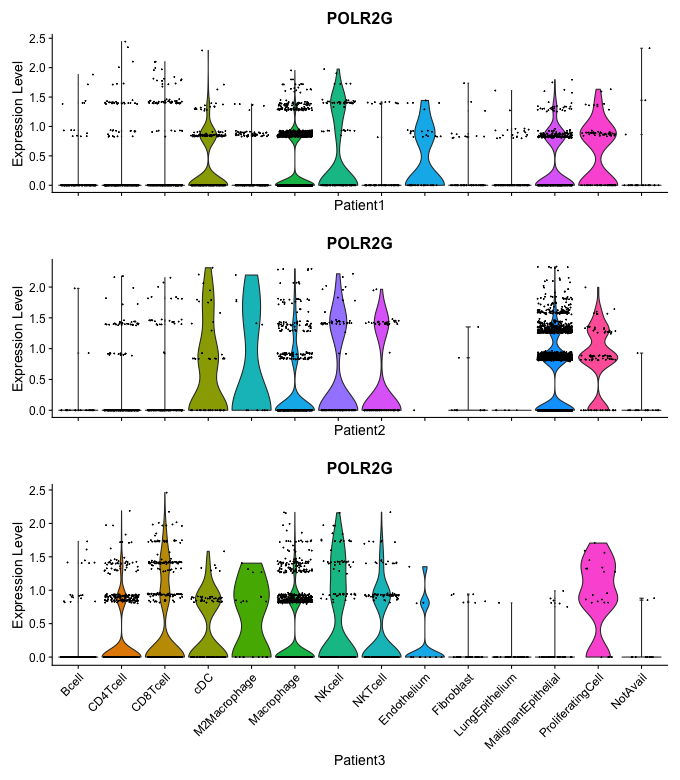 POLR2G
Expression Level
2.5
2.0
1.5
1.0
0.5
0.0
Patient1
POLR2G
Expression Level
2.0
1.5
1.0
0.5
0.0
Patient2
POLR2G
Expression Level
2.5
2.0
1.5
1.0
0.5
0.0
Bcell
CD4Tcell
CD8Tcell
cDC
M2Macrophage
Macrophage
NKcell
NKTcell
Endothelium
Fibroblast
LungEpithelium
MalignantEpithelial
ProliferatingCell
NotAvail
Patient3